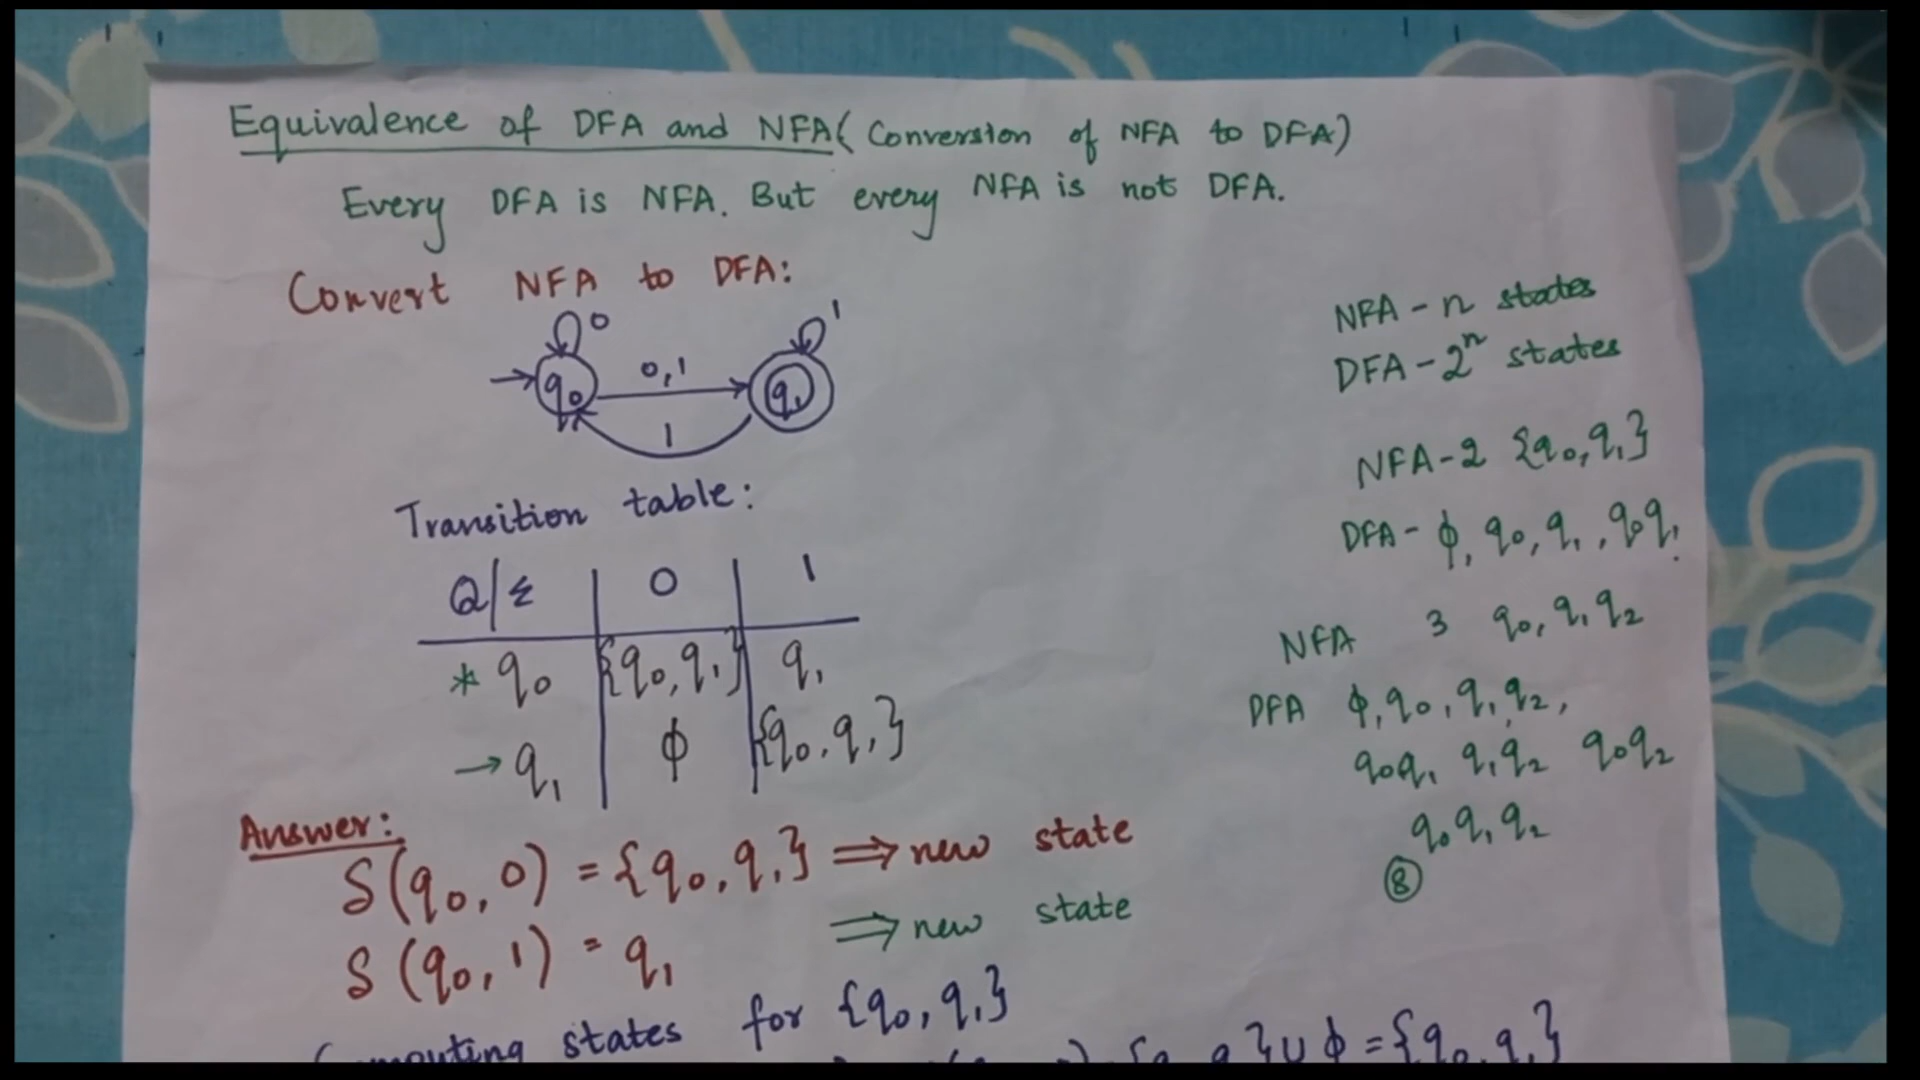 Equivalence of DFA and NFA (Conversion of NFA to DFA)
Every DFA is NFA. But every NFA is not DFA.
Convert NFA to DFA:
0 1
→ q0 0,1 q1
1
Transition table:
Q/Σ 0 1
* q0 {q0, q1} q1
→ q1 ϕ {q0, q1}
Answer:
δ(q0, 0) = {q0, q1} ⟹ new state
δ(q0, 1) = q1 ⟹ new state
Computing states for {q0, q1}
} ∪ ϕ = {q0, q1}
NFA - n states
DFA - 2^n states
NFA - 2 {q0, q1}
DFA - ϕ, q0, q1, q0q1
NFA 3 q0, q1 q2
DFA ϕ, q0, q1, q2,
q0q1 q1q2 q0q2
q0q1q2
8